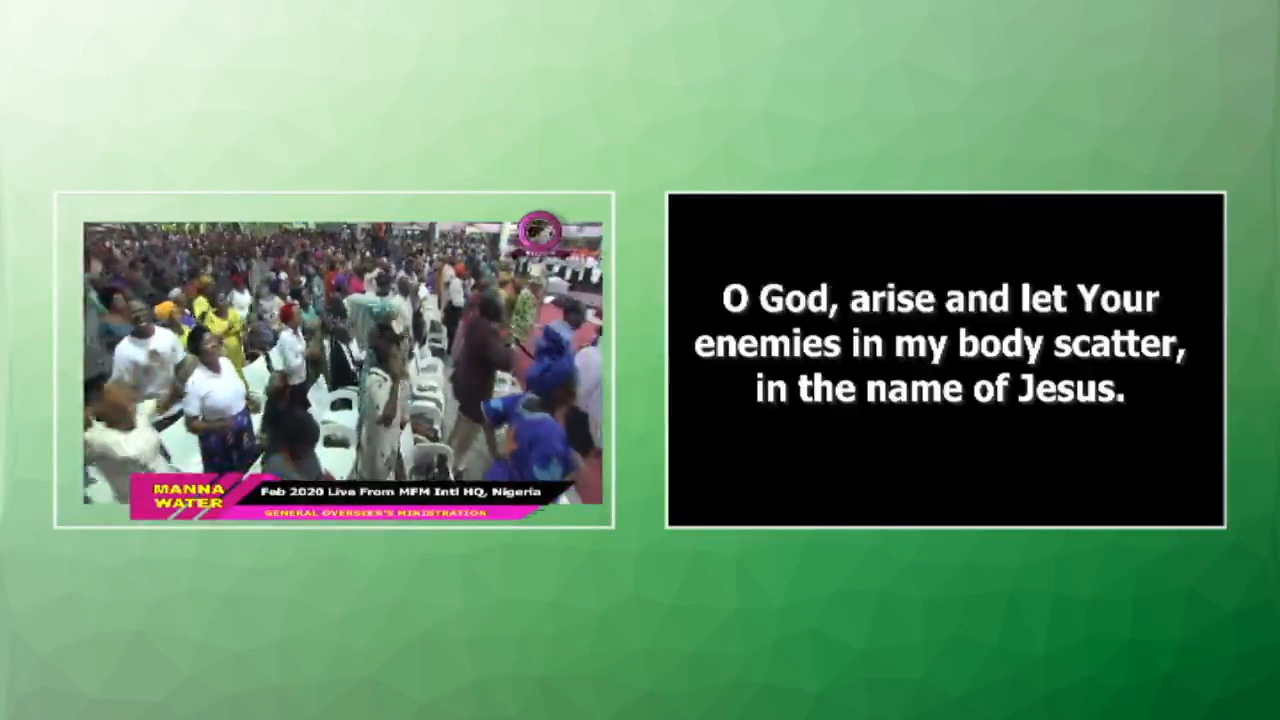 MANNA
WATER
Feb 2020 Live From MFM Intl HQ, Nigeria
GENERAL OVERSEER'S MINISTRATION
O God, arise and let Your
enemies in my body scatter,
in the name of Jesus.